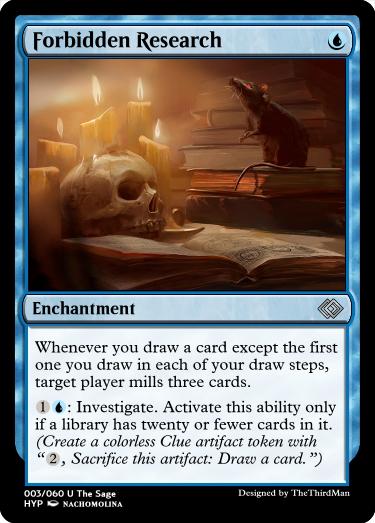 Forbidden Research
Enchantment
Whenever you draw a card except the first
one you draw in each of your draw steps,
target player mills three cards.
1 U: Investigate. Activate this ability only
if a library has twenty or fewer cards in it.
(Create a colorless Clue artifact token with
“2, Sacrifice this artifact: Draw a card.”)
003/060 U The Sage
HYP NACHOMOLINA
Designed by TheThirdMan